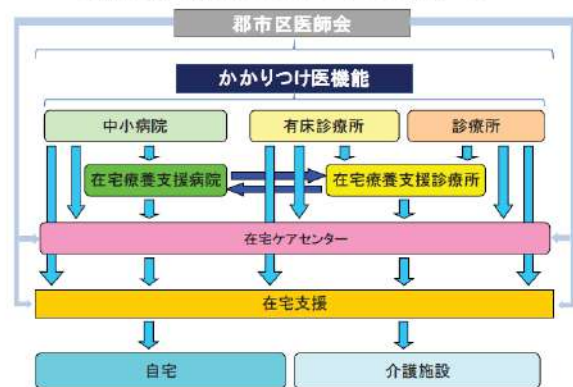 郡市区医師会
かかりつけ医機能
中小病院
有床診療所
診療所
在宅療養支援病院
在宅療養支援診療所
在宅ケアセンター
在宅支援
自宅
介護施設